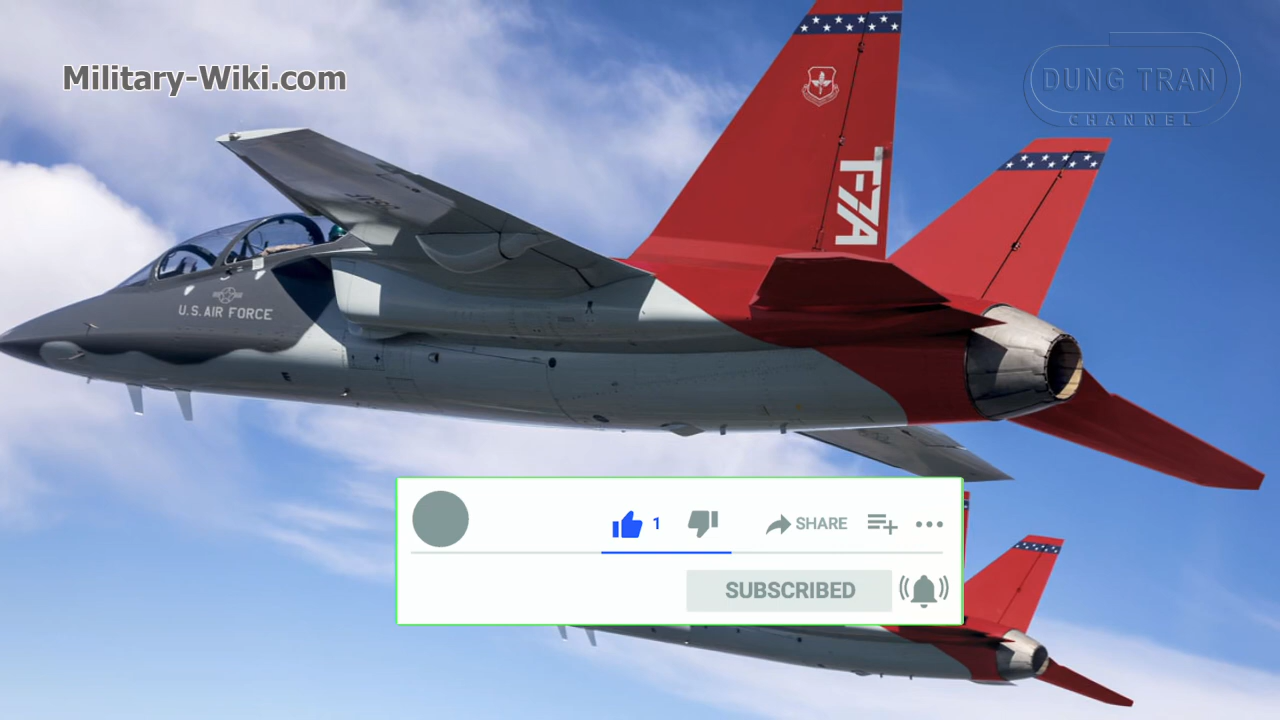 Military-Wiki.com
DUNG TRAN
CHANNEL
T-7A
U.S. AIR FORCE
1
SHARE
SUBSCRIBED